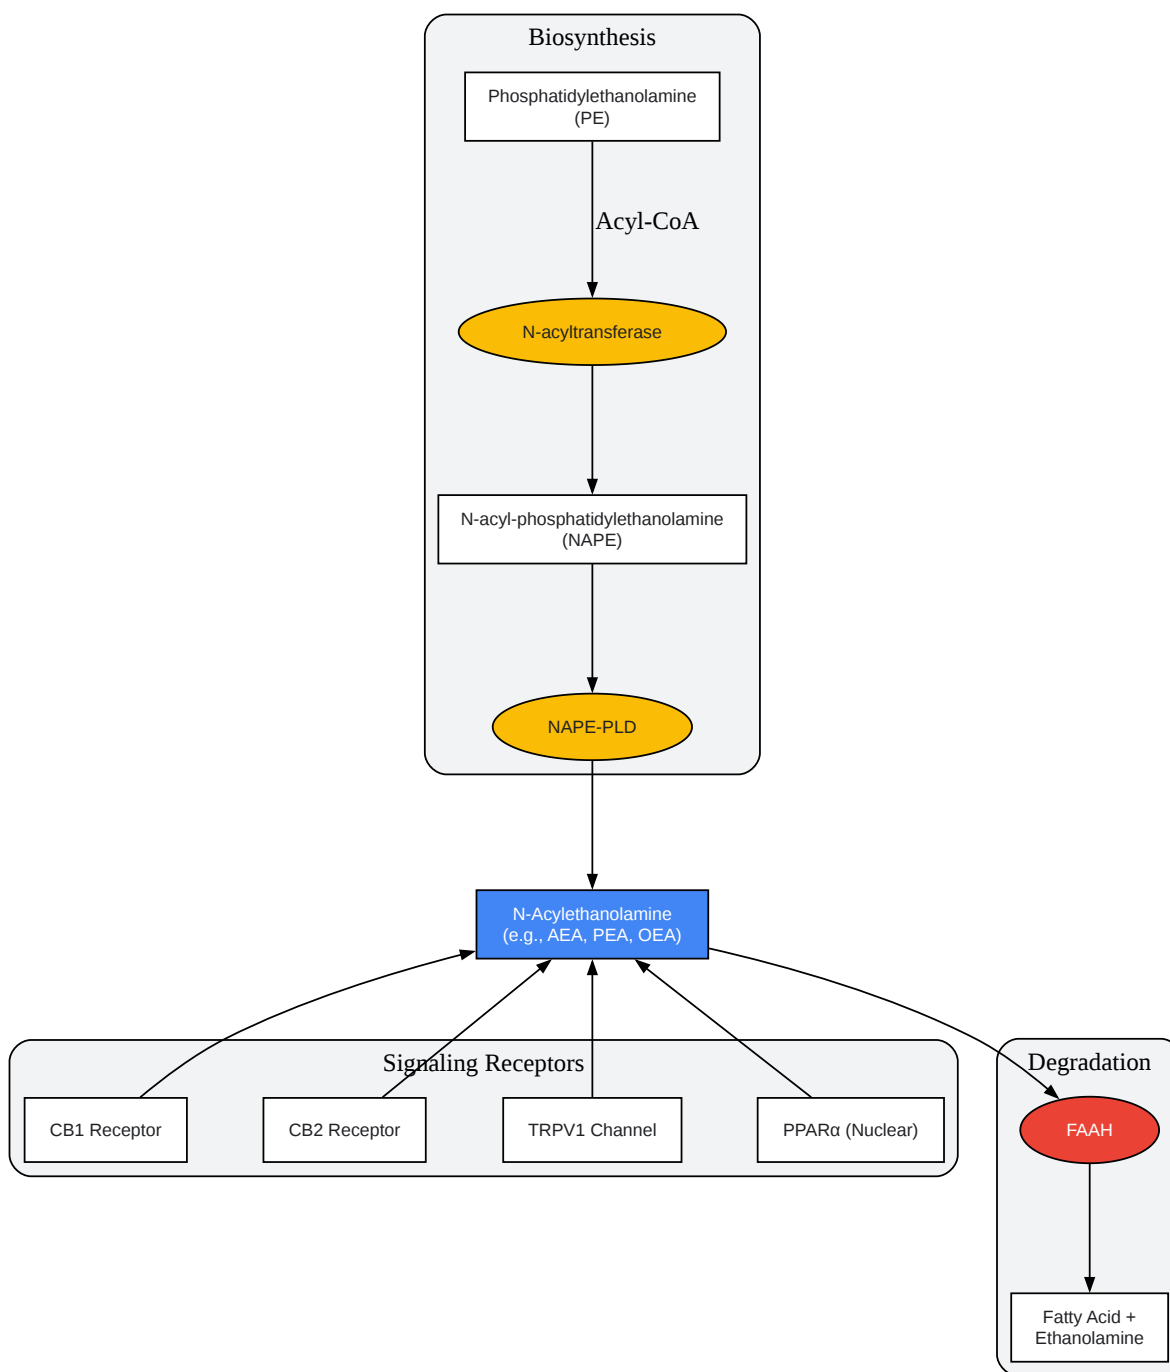 Biosynthesis
Phosphatidylethanolamine
(PE)
Acyl-CoA
N-acyltransferase
N-acyl-phosphatidylethanolamine
(NAPE)
NAPE-PLD
N-Acylethanolamine
(e.g., AEA, PEA, OEA)
Signaling Receptors
CB1 Receptor
CB2 Receptor
TRPV1 Channel
PPARα (Nuclear)
Degradation
FAAH
Fatty Acid +
Ethanolamine